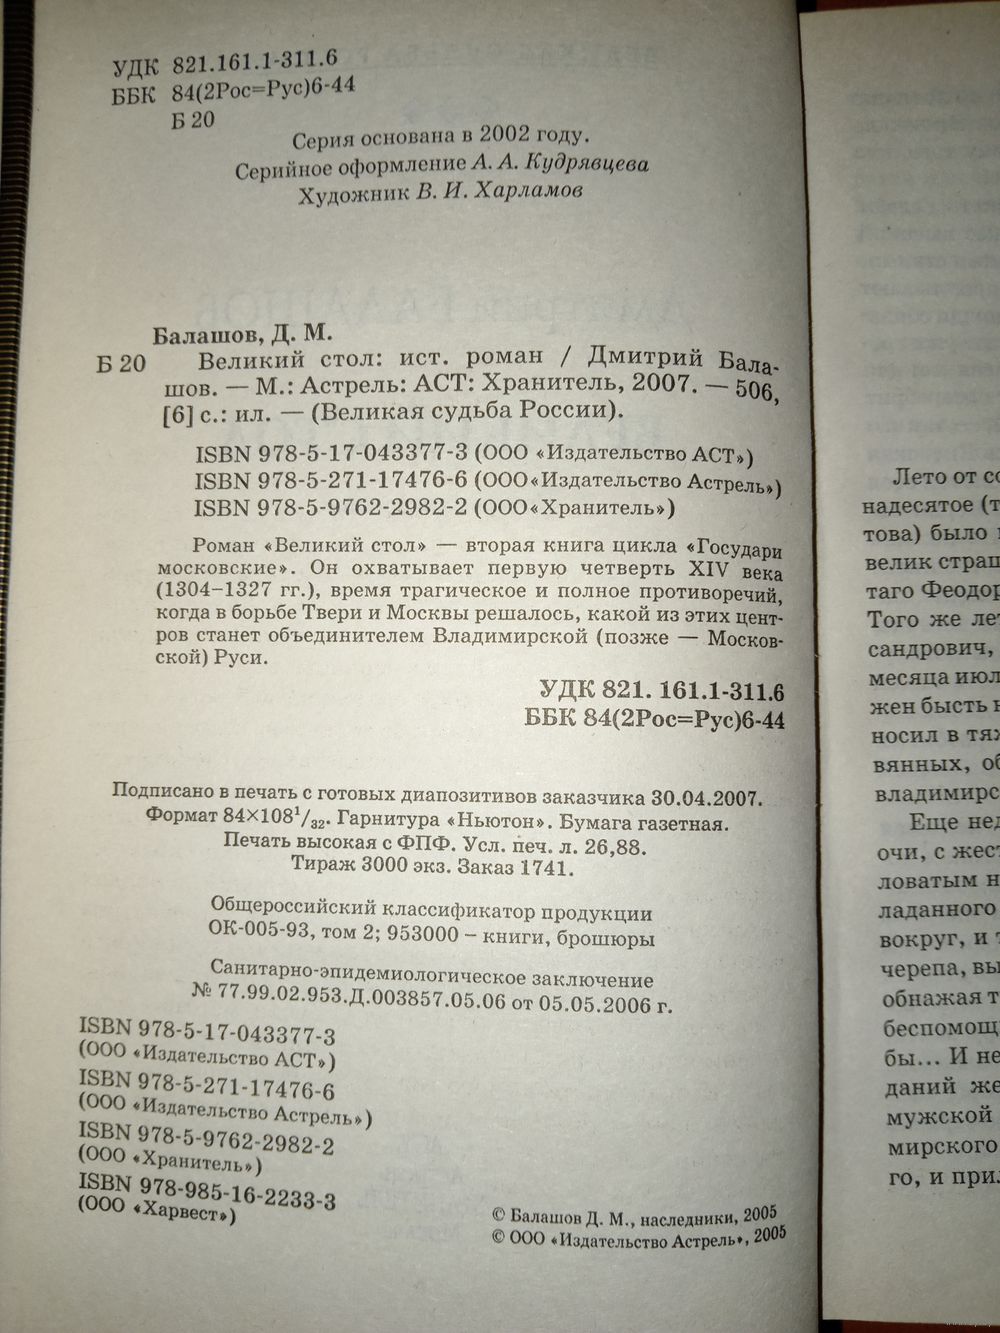 УДК 821.161.1-311.6
ББК 84(2Рос=Рус)6-44
Б 20
Серия основана в 2002 году.
Серийное оформление А. А. Кудрявцева
Художник В. И. Харламов
Балашов, Д. М.
Б 20 Великий стол: ист. роман / Дмитрий Бала-
шов. — М.: Астрель: АСТ: Хранитель, 2007. — 506,
[6] с.: ил. — (Великая судьба России).
ISBN 978-5-17-043377-3 (ООО «Издательство АСТ»)
ISBN 978-5-271-17476-6 (ООО«Издательство Астрель»)
ISBN 978-5-9762-2982-2 (ООО«Хранитель»)
Роман «Великий стол» — вторая книга цикла «Государи
московские». Он охватывает первую четверть XIV века
(1304–1327 гг.), время трагическое и полное противоречий,
когда в борьбе Твери и Москвы решалось, какой из этих цент-
ров станет объединителем Владимирской (позже — Москов-
ской) Руси.
УДК 821. 161.1-311.6
ББК 84(2Рос=Рус)6-44
Подписано в печать с готовых диапозитивов заказчика 30.04.2007.
Формат 84×108¹/₃₂. Гарнитура «Ньютон». Бумага газетная.
Печать высокая с ФПФ. Усл. печ. л. 26,88.
Тираж 3000 экз. Заказ 1741.
Общероссийский классификатор продукции
ОК-005-93, том 2; 953000 – книги, брошюры
Санитарно-эпидемиологическое заключение
№ 77.99.02.953.Д.003857.05.06 от 05.05.2006 г.
ISBN 978-5-17-043377-3
(ООО «Издательство АСТ»)
ISBN 978-5-271-17476-6
(ООО «Издательство Астрель»)
ISBN 978-5-9762-2982-2
(ООО «Хранитель»)
ISBN 978-985-16-2233-3
(ООО «Харвест»)
© Балашов Д. М., наследники, 2005
© ООО «Издательство Астрель», 2005
Лето от со
надесятое (т
това) было
велик страш
таго Феодор
Того же ле
сандрович,
месяца июл
жен бысть н
носил в тяж
вянных, об
владимирс
Еще нед
очи, с жест
ловатым н
ладанного
вокруг, и т
черепа, вы
обнажая т
беспомощ
бы... И не
даний же
мужской
мирского
го, и при